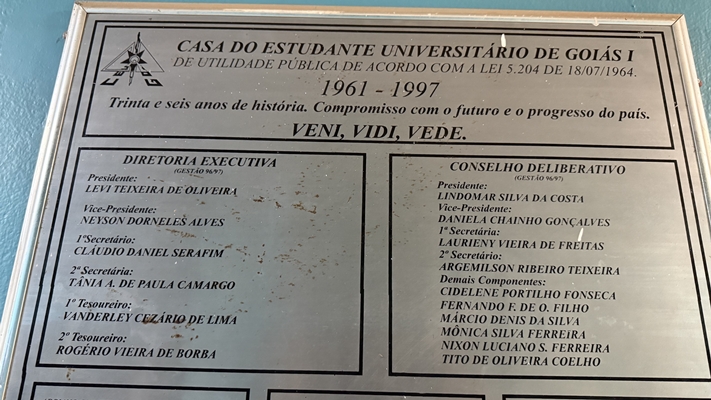 CASA DO ESTUDANTE UNIVERSITÁRIO DE GOIÁS I
DE UTILIDADE PÚBLICA DE ACORDO COM A LEI 5.204 DE 18/07/1964.
1961 - 1997
Trinta e seis anos de história. Compromisso com o futuro e o progresso do país.
VENI, VIDI, VEDE.
DIRETORIA EXECUTIVA
(GESTÃO 96/97)
Presidente:
LEVI TEIXEIRA DE OLIVEIRA
Vice-Presidente:
NEYSON DORNELES ALVES
1ºSecretário:
CLÁUDIO DANIEL SERAFIM
2ª Secretária:
TÂNIA A. DE PAULA CAMARGO
1º Tesoureiro:
VANDERLEY CEZÁRIO DE LIMA
2º Tesoureiro:
ROGÉRIO VIEIRA DE BORBA
CONSELHO DELIBERATIVO
(GESTÃO 96/97)
Presidente:
LINDOMAR SILVA DA COSTA
Vice-Presidente:
DANIELA CHAINHO GONÇALVES
1ª Secretária:
LAURIENY VIEIRA DE FREITAS
2º Secretário:
ARGEMILSON RIBEIRO TEIXEIRA
Demais Componentes:
CIDELENE PORTILHO FONSECA
FERNANDO F. DE O. FILHO
MÁRCIO DENIS DA SILVA
MÔNICA SILVA FERREIRA
NIXON LUCIANO S. FERREIRA
TITO DE OLIVEIRA COELHO